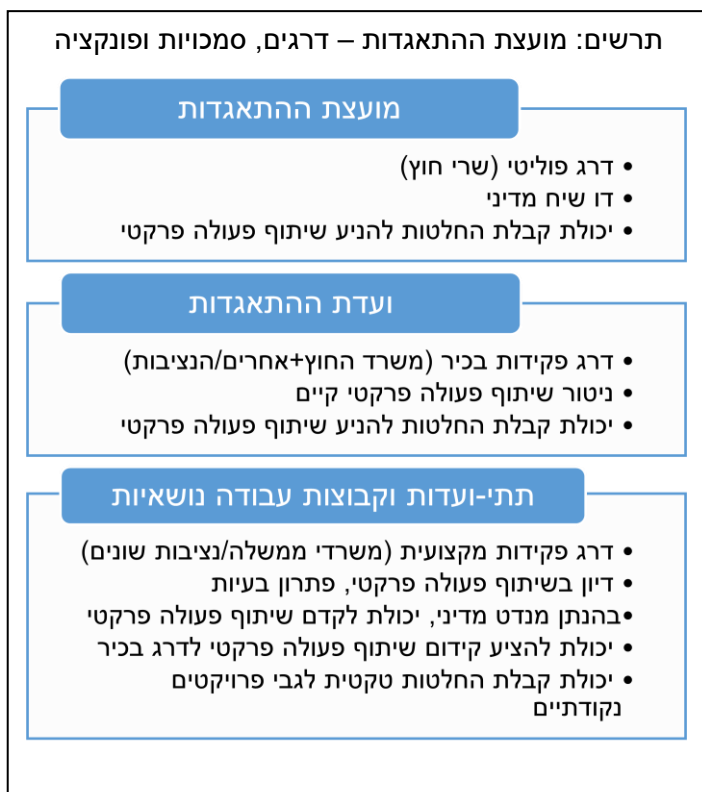 תרשים: מועצת ההתאגדות – דרגים, סמכויות ופונקציה
מועצת ההתאגדות
• דרג פוליטי (שרי חוץ)
• דו שיח מדיני
• יכולת קבלת החלטות להניע שיתוף פעולה פרקטי
ועדת ההתאגדות
• דרג פקידות בכיר (משרד החוץ+אחרים/הנציבות)
• ניטור שיתוף פעולה פרקטי קיים
• יכולת קבלת החלטות להניע שיתוף פעולה פרקטי
תתי-ועדות וקבוצות עבודה נושאיות
• דרג פקידות מקצועית (משרדי ממשלה/נציבות שונים)
• דיון בשיתוף פעולה פרקטי, פתרון בעיות
• בהנתן מנדט מדיני, יכולת לקדם שיתוף פעולה פרקטי
• יכולת להציע קידום שיתוף פעולה פרקטי לדרג בכיר
• יכולת קבלת החלטות טקטית לגבי פרויקטים
נקודתיים